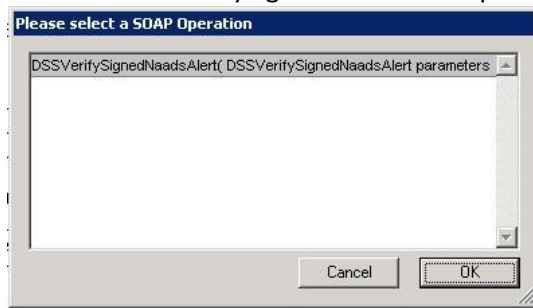 Please select a SOAP Operation
DSSVerifySignedNaadsAlert( DSSVerifySignedNaadsAlert parameters
Cancel
OK